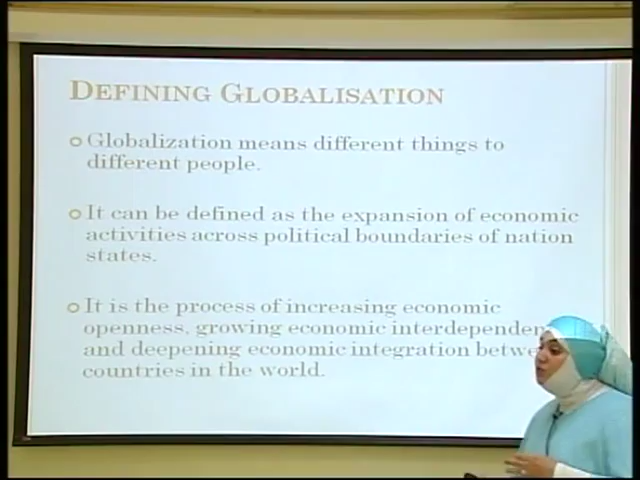 DEFINING GLOBALISATION
Globalization means different things to
different people.
It can be defined as the expansion of economic
activities across political boundaries of nation
states.
It is the process of increasing economic
openness, growing economic
and deepening economic integration
countries in the world.